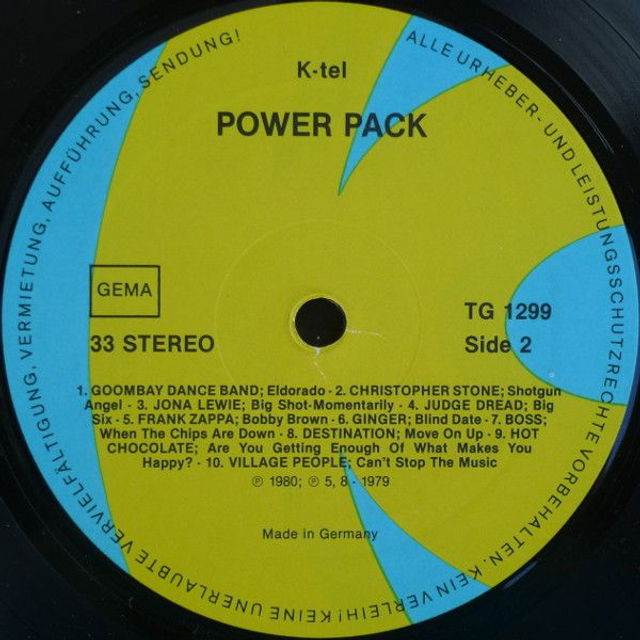 K-tel
POWER PACK
GEMA
33 STEREO
TG 1299
Side 2
1. GOOMBAY DANCE BAND; Eldorado - 2. CHRISTOPHER STONE; Shotgun
Angel - 3. JONA LEWIE; Big Shot-Momentarily - 4. JUDGE DREAD; Big
Six - 5. FRANK ZAPPA; Bobby Brown - 6. GINGER; Blind Date - 7. BOSS;
When The Chips Are Down - 8. DESTINATION; Move On Up - 9. HOT
CHOCOLATE; Are You Getting Enough Of What Makes You
Happy? - 10. VILLAGE PEOPLE; Can't Stop The Music
℗ 1980; ℗ 5, 8 - 1979
Made in Germany
ALLE URHEBER- UND LEISTUNGSSCHUTZRECHTE VORBEHALTEN. KEIN VERLEIH! KEINE UNERLAUBTE VERVIELFÄLTIGUNG, VERMIETUNG, AUFFÜHRUNG, SENDUNG!